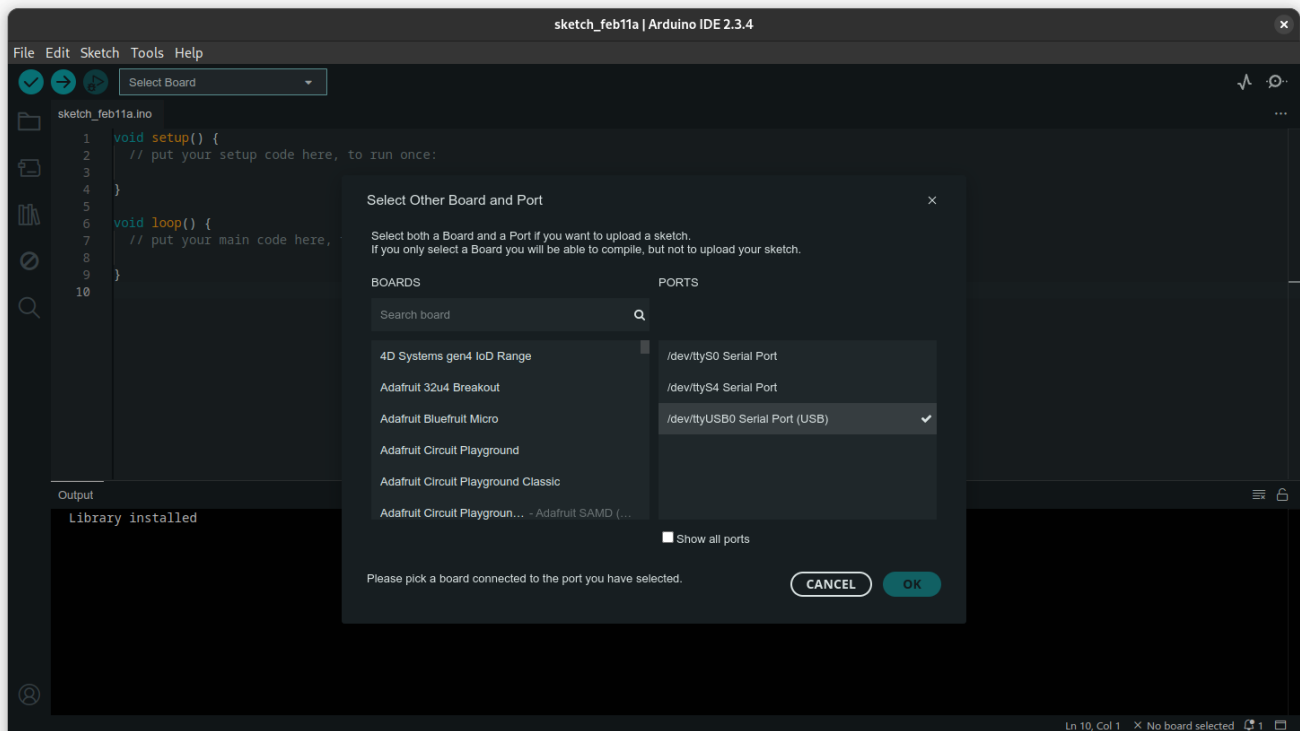 sketch_feb11a | Arduino IDE 2.3.4
File Edit Sketch Tools Help
Select Board
sketch_feb11a.ino
1 void setup() {
2 // put your setup code here, to run once:
3
4 }
5
6 void loop() {
7 // put your main code here,
8
9 }
10
Select Other Board and Port
Select both a Board and a Port if you want to upload a sketch.
If you only select a Board you will be able to compile, but not to upload your sketch.
BOARDS
PORTS
Search board
4D Systems gen4 IoD Range
Adafruit 32u4 Breakout
Adafruit Bluefruit Micro
Adafruit Circuit Playground
Adafruit Circuit Playground Classic
Adafruit Circuit Playgroun… - Adafruit SAMD (…
/dev/ttyS0 Serial Port
/dev/ttyS4 Serial Port
/dev/ttyUSB0 Serial Port (USB)
Show all ports
Please pick a board connected to the port you have selected.
CANCEL
OK
Output
Library installed
Ln 10, Col 1 No board selected 1